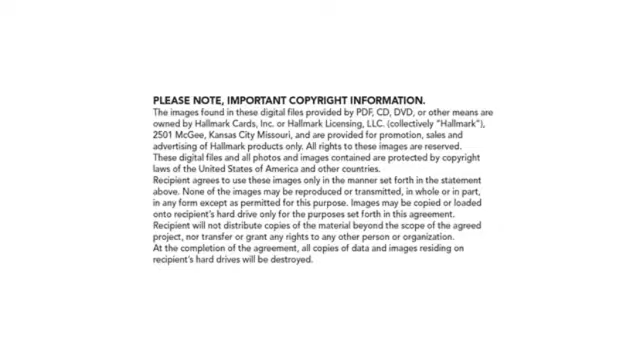 PLEASE NOTE, IMPORTANT COPYRIGHT INFORMATION.
The images found in these digital files provided by PDF, CD, DVD, or other means are
owned by Hallmark Cards, Inc. or Hallmark Licensing, LLC. (collectively "Hallmark"),
2501 McGee, Kansas City Missouri, and are provided for promotion, sales and
advertising of Hallmark products only. All rights to these images are reserved.
These digital files and all photos and images contained are protected by copyright
laws of the United States of America and other countries.
Recipient agrees to use these images only in the manner set forth in the statement
above. None of the images may be reproduced or transmitted, in whole or in part,
in any form except as permitted for this purpose. Images may be copied or loaded
onto recipient's hard drive only for the purposes set forth in this agreement.
Recipient will not distribute copies of the material beyond the scope of the agreed
project, nor transfer or grant any rights to any other person or organization.
At the completion of the agreement, all copies of data and images residing on
recipient's hard drives will be destroyed.